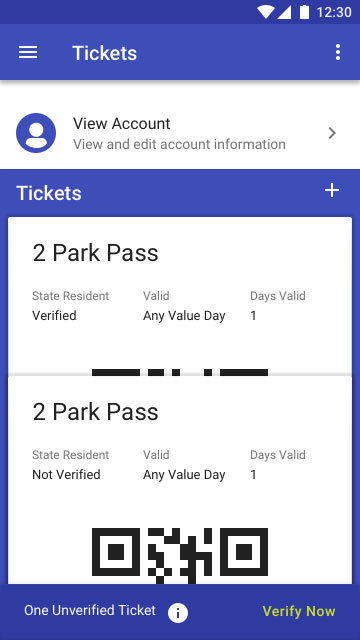 12:30
Tickets
View Account
View and edit account information
Tickets
2 Park Pass
State Resident Valid Days Valid
Verified Any Value Day 1
2 Park Pass
State Resident Valid Days Valid
Not Verified Any Value Day 1
One Unverified Ticket Verify Now